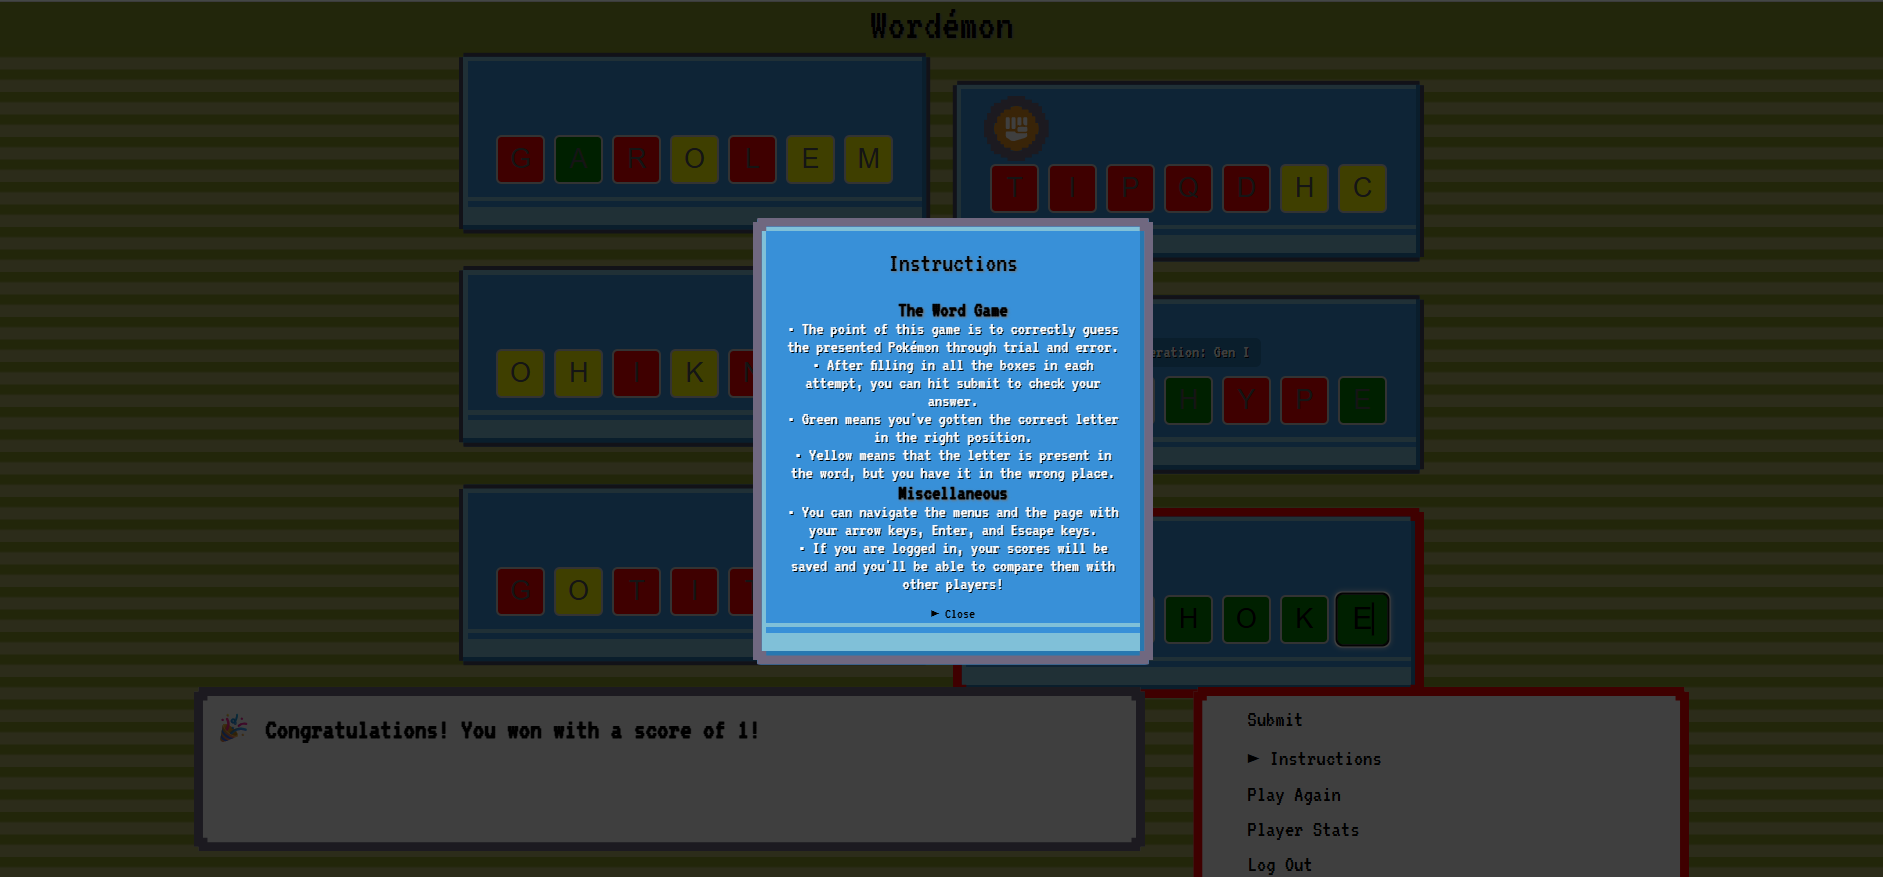 Wordémon
G A R O L E M
T I P Q D H C
O H I K
eration: Gen I
H Y P E
G O T I
H O K E
Instructions
The Word Game
- The point of this game is to correctly guess
the presented Pokémon through trial and error.
- After filling in all the boxes in each
attempt, you can hit submit to check your
answer.
- Green means you've gotten the correct letter
in the right position.
- Yellow means that the letter is present in
the word, but you have it in the wrong place.
Miscellaneous
- You can navigate the menus and the page with
your arrow keys, Enter, and Escape keys.
- If you are logged in, your scores will be
saved and you'll be able to compare them with
other players!
► Close
🎉 Congratulations! You won with a score of 1!
Submit
► Instructions
Play Again
Player Stats
Log Out